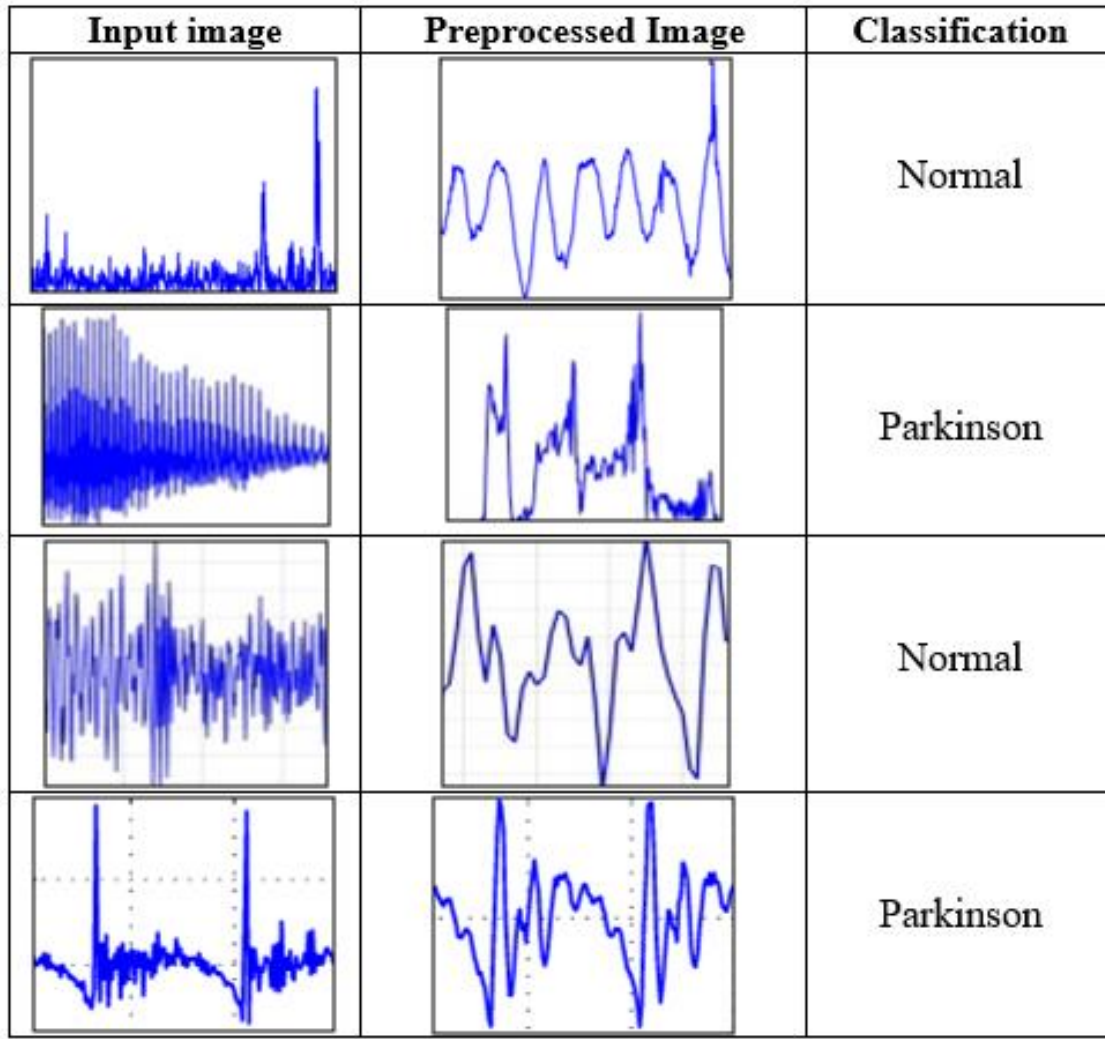 Input image Preprocessed Image Classification
Normal
Parkinson
Normal
Parkinson